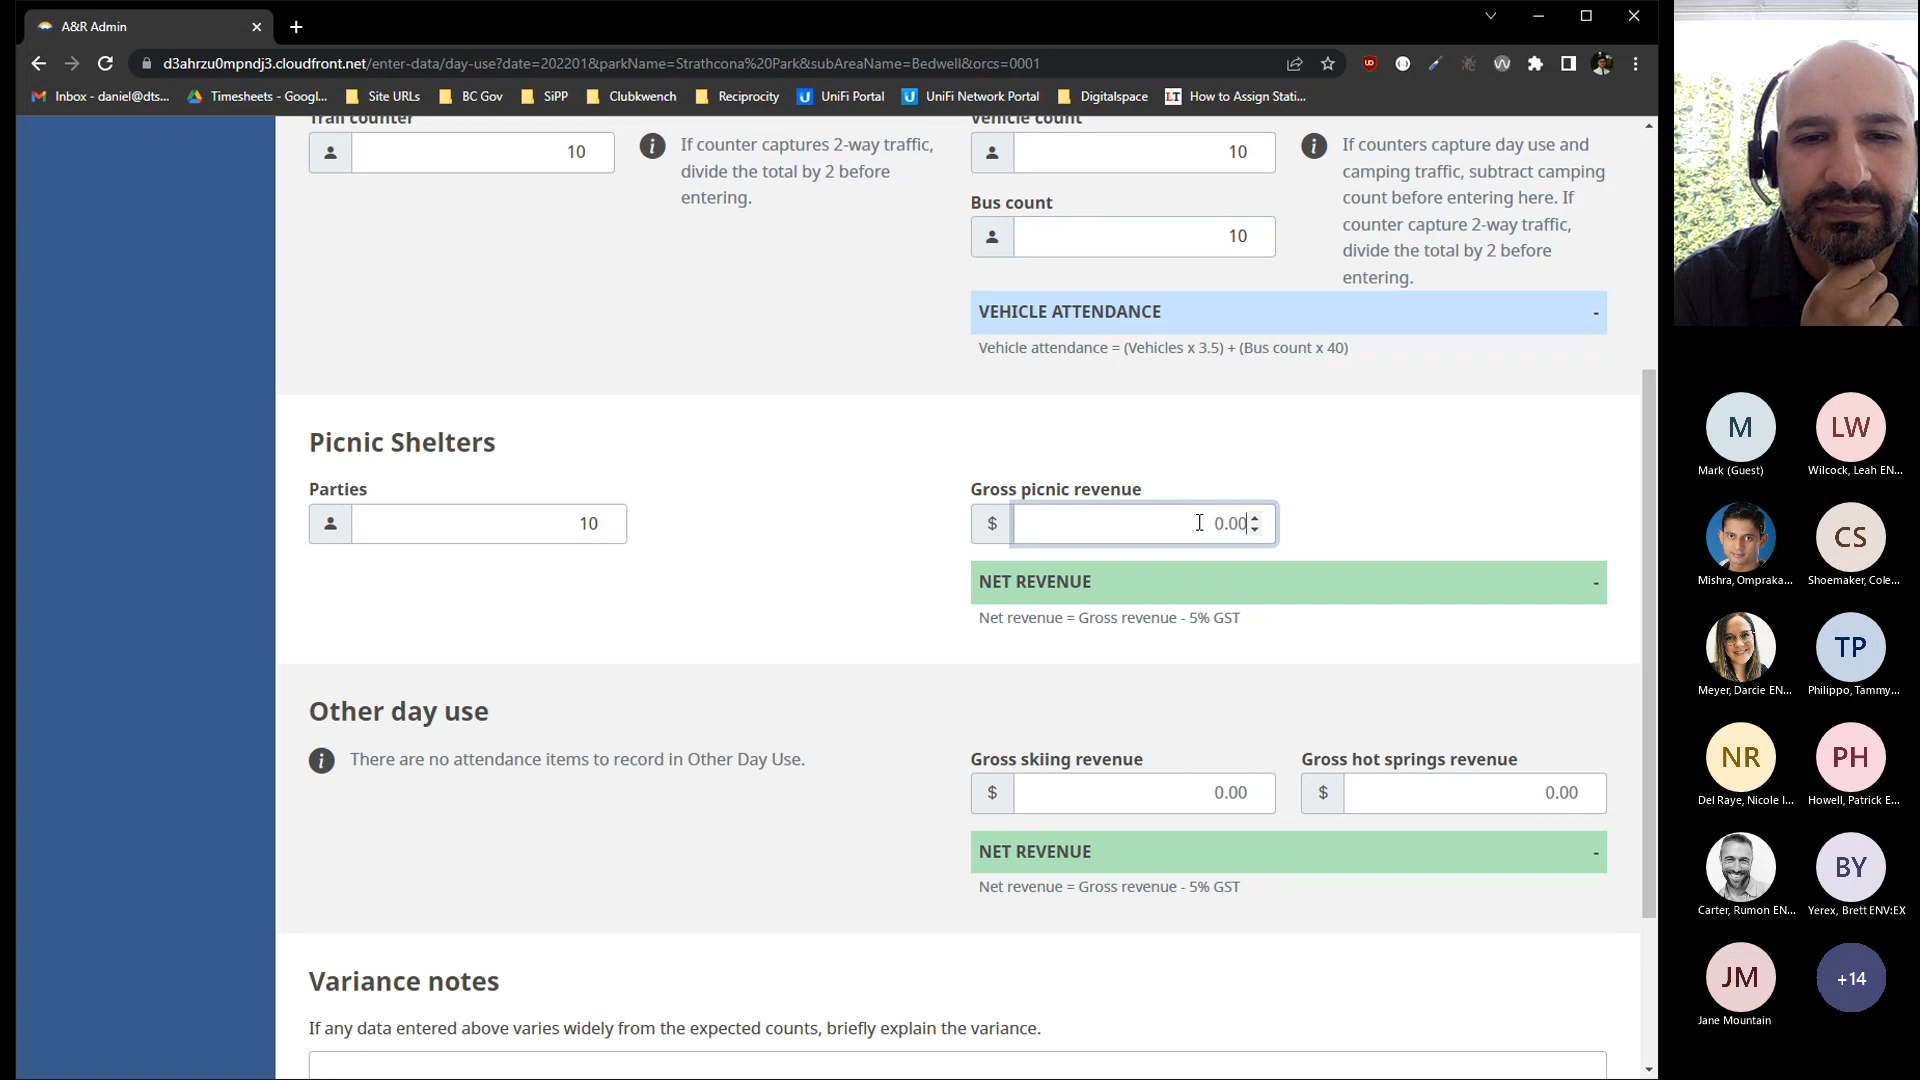 A&R Admin
d3ahrzu0mpndj3.cloudfront.net/enter-data/day-use?date=202201&parkName=Strathcona%20Park&subAreaName=Bedwell&orcs=0001
Inbox - daniel@dts...
Timesheets - Googl...
Site URLs
BC Gov
SiPP
Clubkwench
Reciprocity
UniFi Portal
UniFi Network Portal
Digitalspace
LT
How to Assign Stati...
Trail counter
10
If counter captures 2-way traffic,
divide the total by 2 before
entering.
Vehicle count
10
Bus count
10
If counters capture day use and
camping traffic, subtract camping
count before entering here. If
counter capture 2-way traffic,
divide the total by 2 before
entering.
VEHICLE ATTENDANCE -
Vehicle attendance = (Vehicles x 3.5) + (Bus count x 40)
Picnic Shelters
Parties
10
Gross picnic revenue
$ 0.00
NET REVENUE -
Net revenue = Gross revenue - 5% GST
Other day use
There are no attendance items to record in Other Day Use.
Gross skiing revenue
$ 0.00
Gross hot springs revenue
$ 0.00
NET REVENUE -
Net revenue = Gross revenue - 5% GST
Variance notes
If any data entered above varies widely from the expected counts, briefly explain the variance.
M
Mark (Guest)
LW
Wilcock, Leah EN...
Mishra, Ompraka...
CS
Shoemaker, Cole...
Meyer, Darcie EN...
TP
Philippo, Tammy...
NR
Del Raye, Nicole I...
PH
Howell, Patrick E...
Carter, Rumon EN...
BY
Yerex, Brett ENV:EX
JM
Jane Mountain
+14